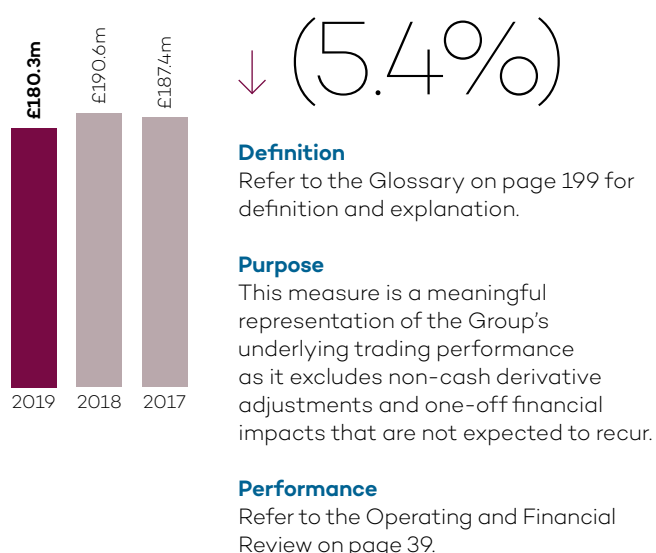 £180.3m
£190.6m
£187.4m
2019 2018 2017
(5.4%)
Definition
Refer to the Glossary on page 199 for
definition and explanation.
Purpose
This measure is a meaningful
representation of the Group's
underlying trading performance
as it excludes non-cash derivative
adjustments and one-off financial
impacts that are not expected to recur.
Performance
Refer to the Operating and Financial
Review on page 39.